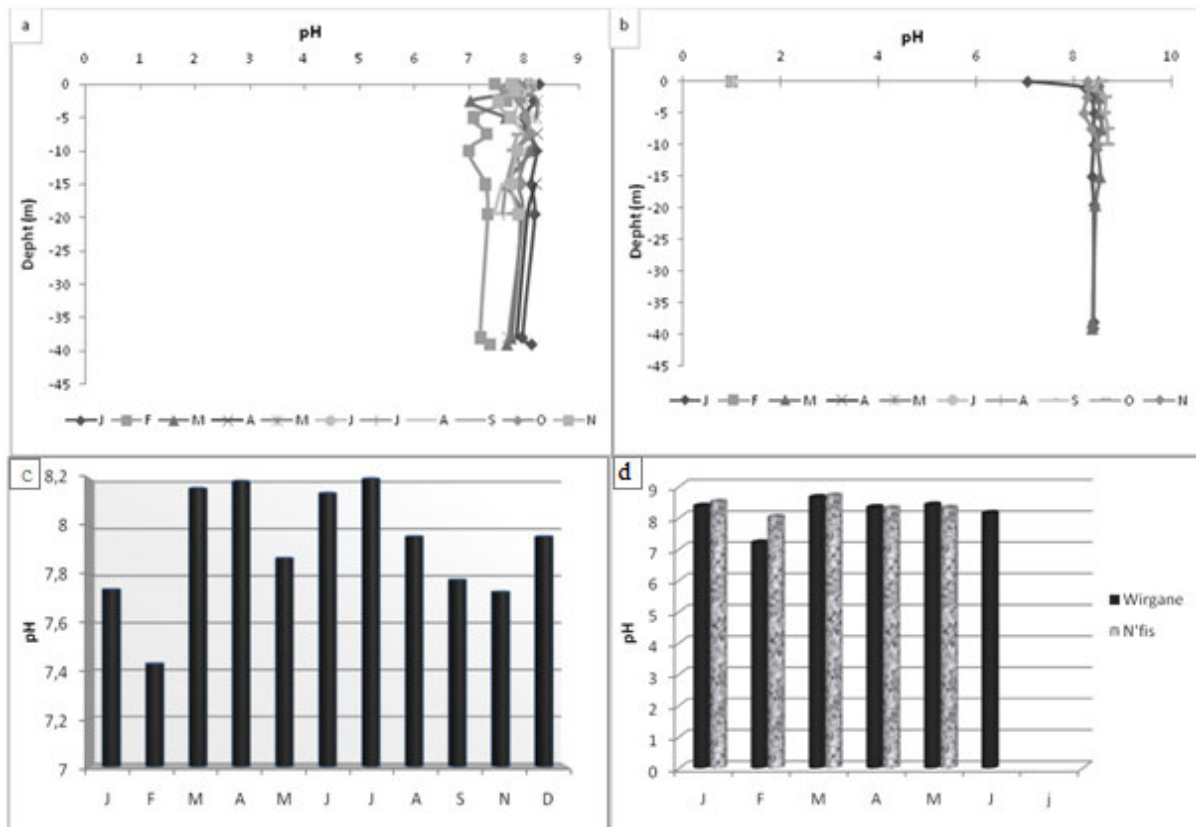 a
pH
0 1 2 3 4 5 6 7 8 9
0
-5
-10
-15
-20
-25
-30
-35
-40
-45
Depht (m)
J F M A M J J A S O N
b
pH
0 2 4 6 8 10
0
-5
-10
-15
-20
-25
-30
-35
-40
-45
Depht (m)
J F M A M J A S O N
c
8,2
8
7,8
7,6
7,4
7,2
7
pH
J F M A M J J A S N D
d
9
8
7
6
5
4
3
2
1
0
pH
J F M A M J j
Wirgane
N'fis